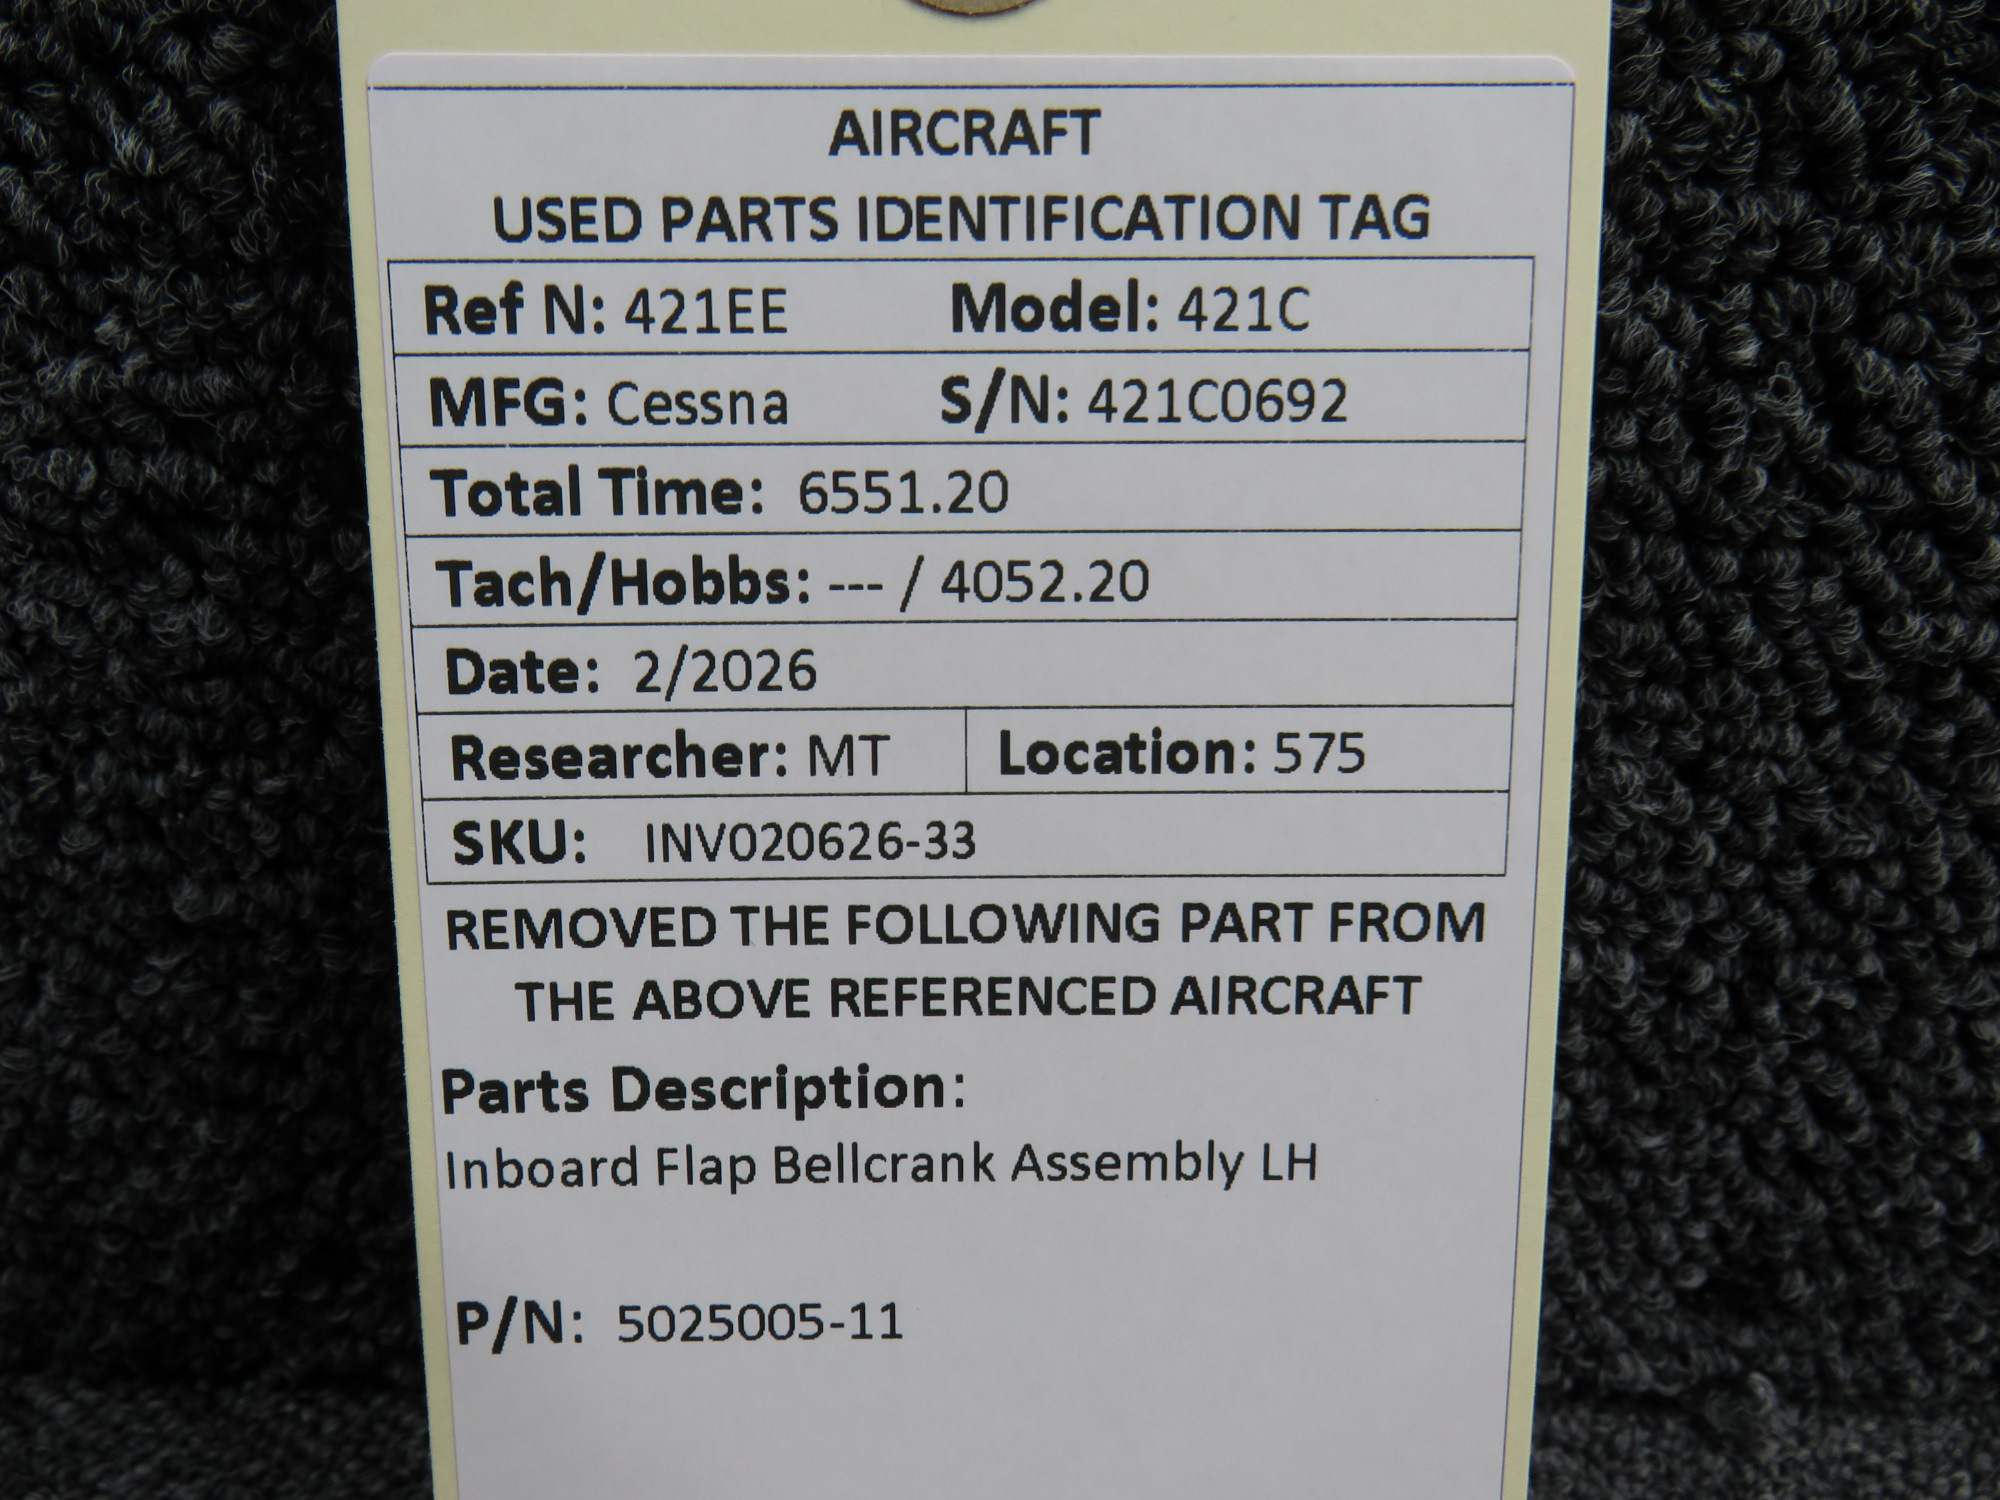 AIRCRAFT
USED PARTS IDENTIFICATION TAG
Ref N: 421EE Model: 421C
MFG: Cessna S/N: 421C0692
Total Time: 6551.20
Tach/Hobbs: --- / 4052.20
Date: 2/2026
Researcher: MT Location: 575
SKU: INV020626-33
REMOVED THE FOLLOWING PART FROM
THE ABOVE REFERENCED AIRCRAFT
Parts Description:
Inboard Flap Bellcrank Assembly LH
P/N: 5025005-11